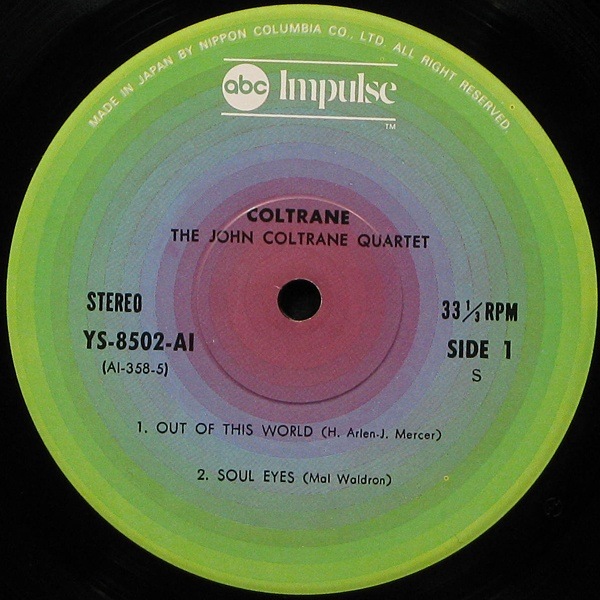 MADE IN JAPAN BY NIPPON COLUMBIA CO., LTD. ALL RIGHT RESERVED.
abc Impulse
TM
COLTRANE
THE JOHN COLTRANE QUARTET
STEREO
33 1/3 RPM
YS-8502-AI
SIDE 1
(AI-358-5)
S
1. OUT OF THIS WORLD (H. Arlen-J. Mercer)
2. SOUL EYES (Mal Waldron)